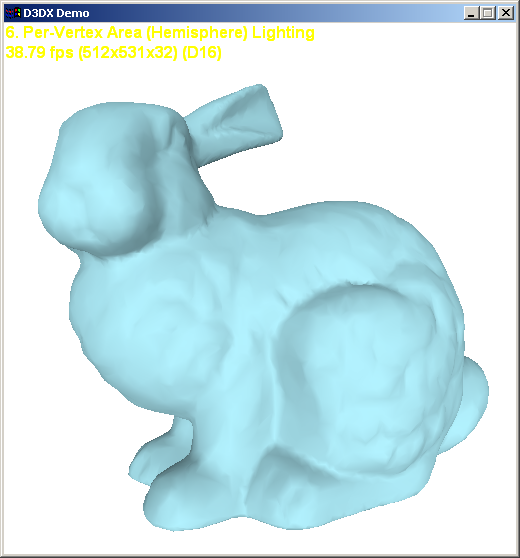 D3DX Demo
6. Per-Vertex Area (Hemisphere) Lighting
38.79 fps (512x531x32) (D16)